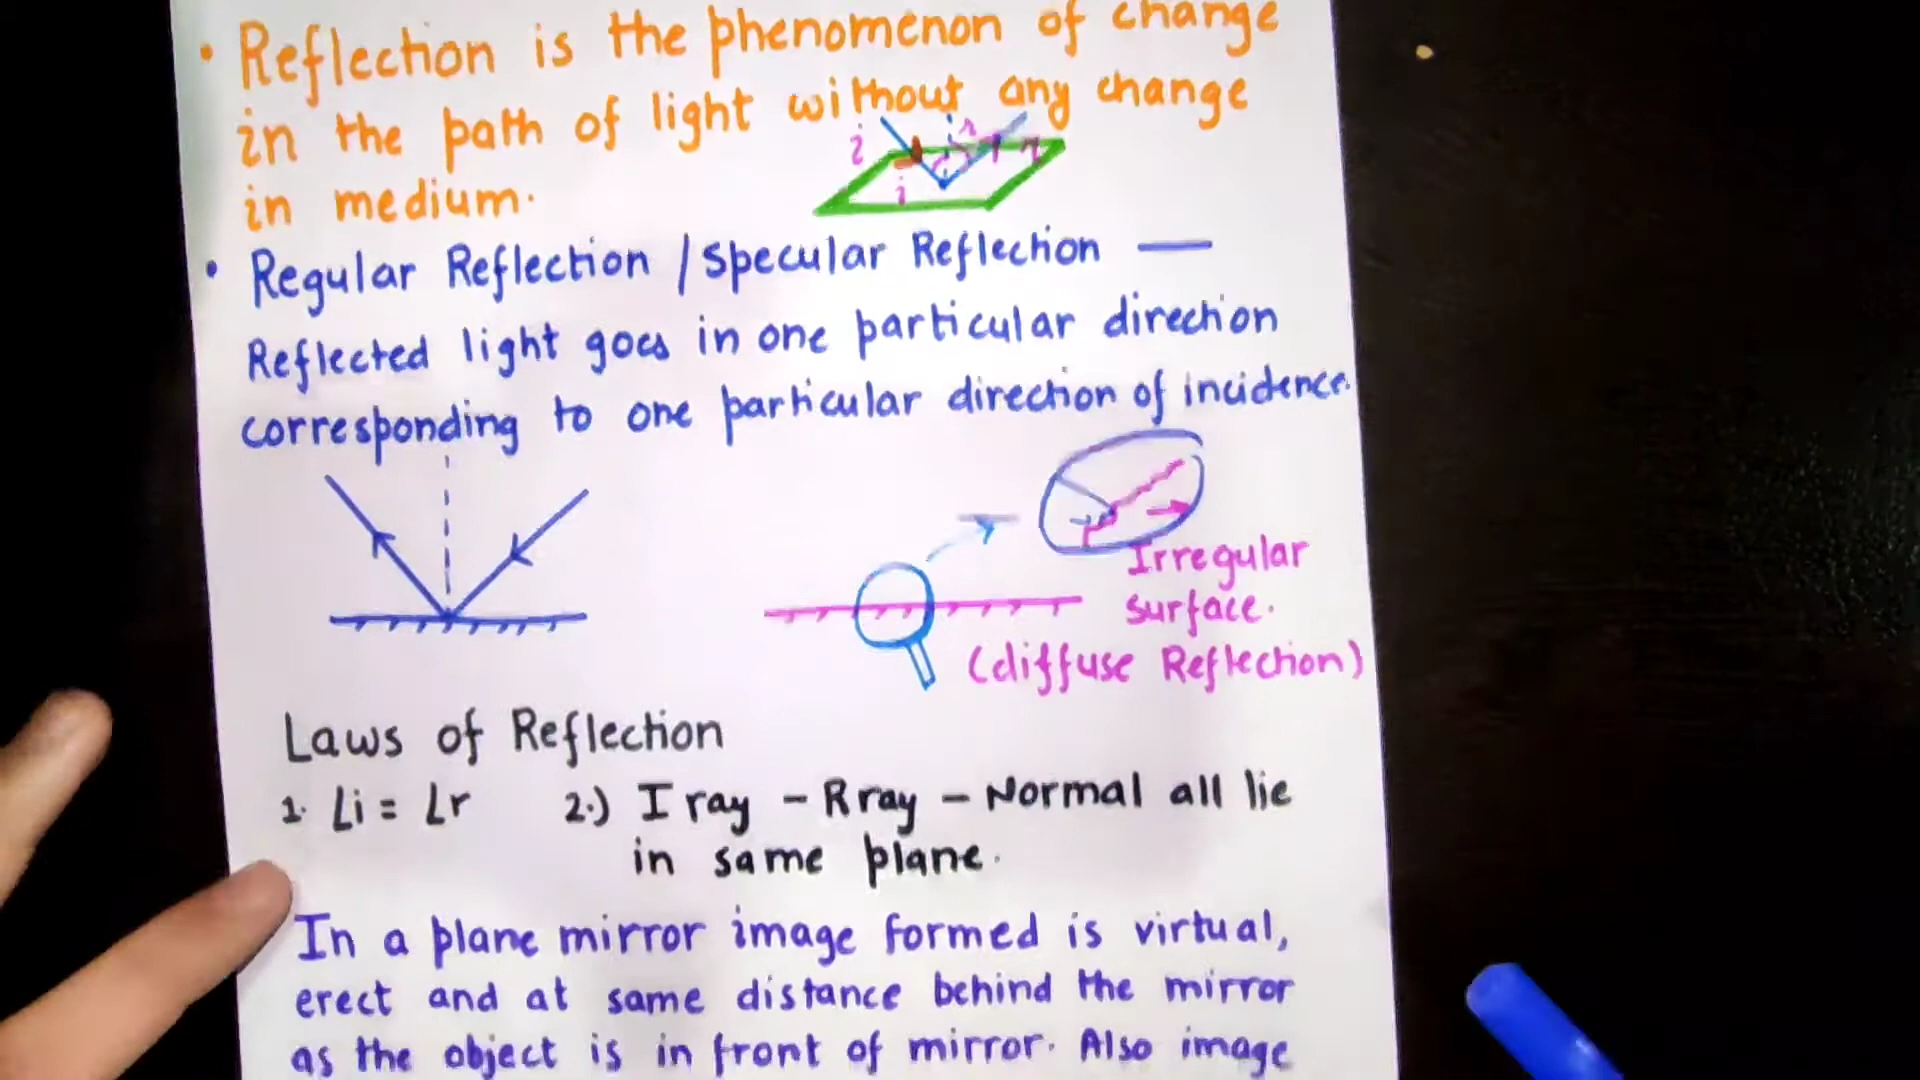 • Reflection is the phenomenon of change
in the path of light without any change
i r
i
in medium.
• Regular Reflection / Specular Reflection —
Reflected light goes in one particular direction
corresponding to one particular direction of incidence.
Irregular
surface.
(diffuse Reflection)
Laws of Reflection
1. ∠i = ∠r 2.) I ray – R ray – Normal all lie
in same plane.
In a plane mirror image formed is virtual,
erect and at same distance behind the mirror
as the object is in front of mirror. Also image